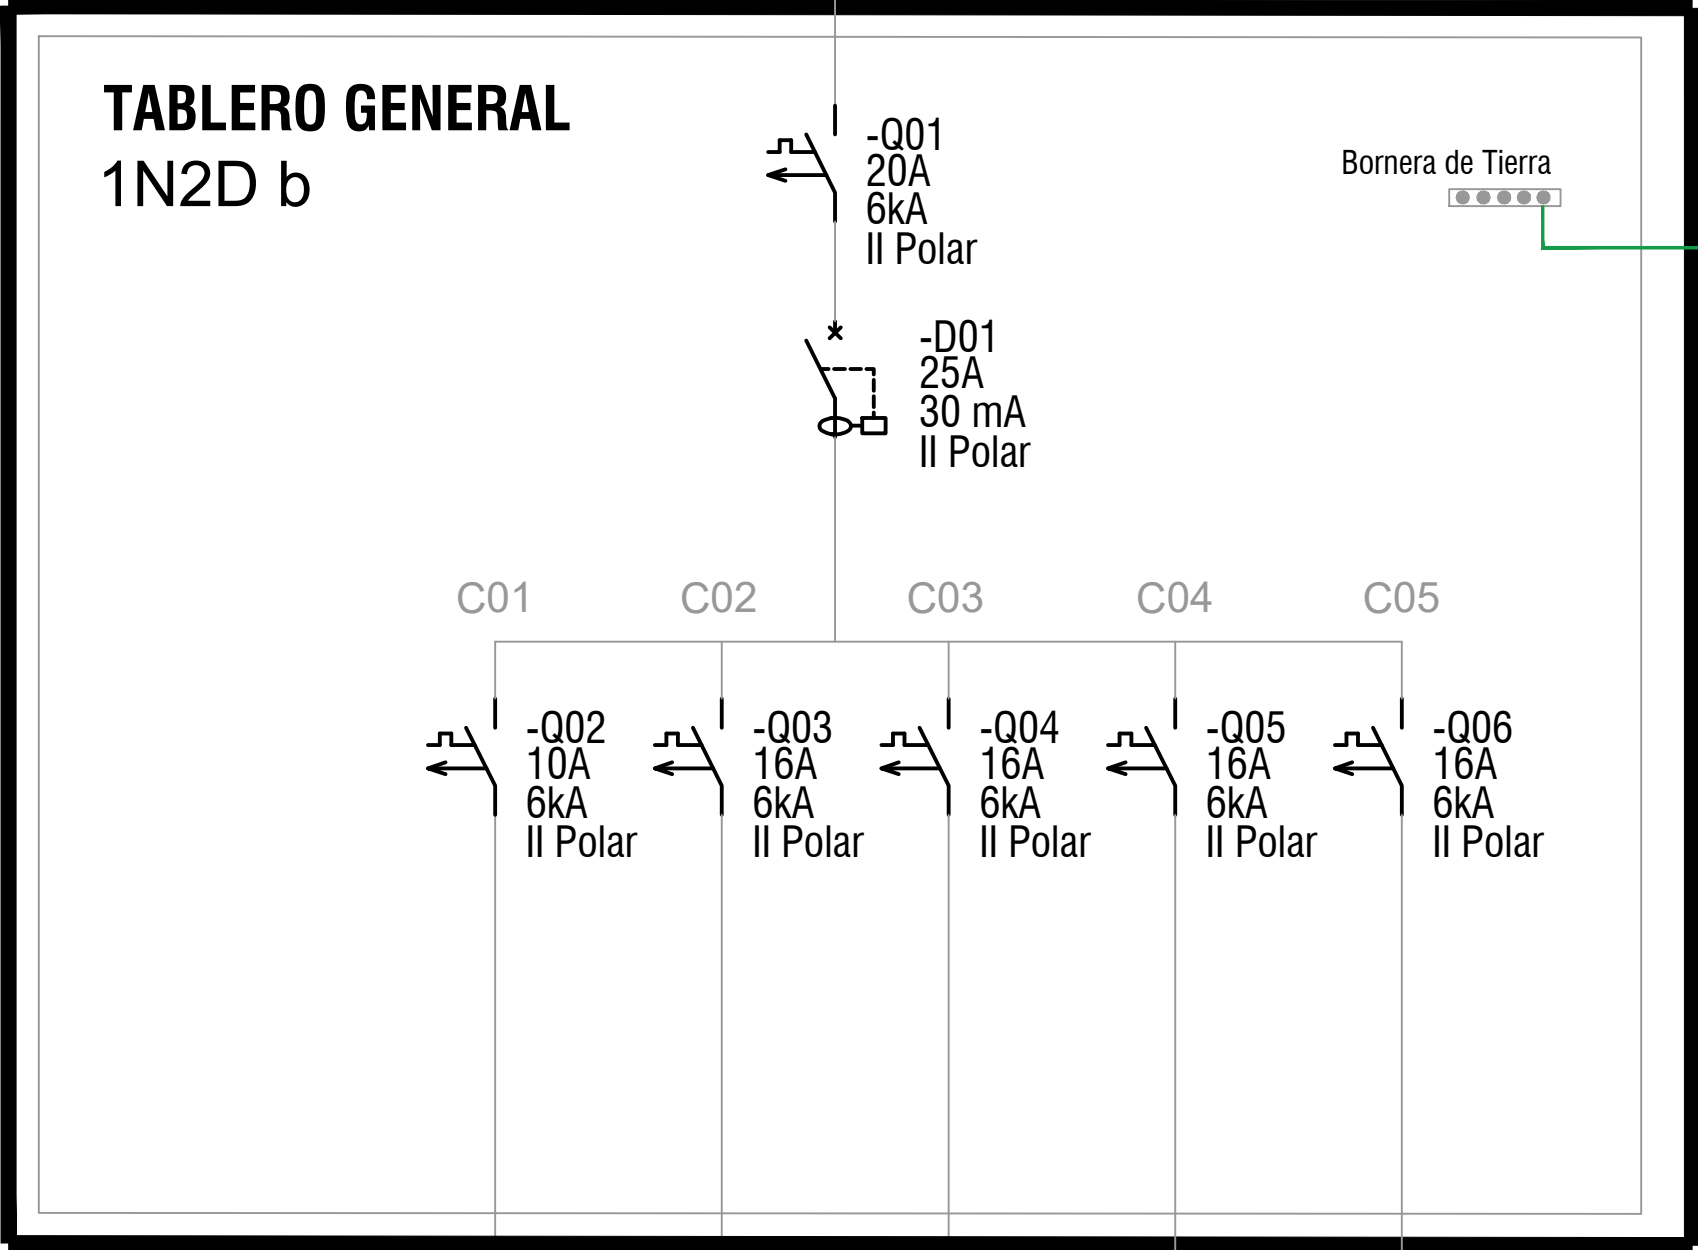 TABLERO GENERAL
1N2D b
-Q01
20A
6kA
II Polar
Bornera de Tierra
-D01
25A
30 mA
II Polar
C01
C02
C03
C04
C05
-Q02
10A
6kA
II Polar
-Q03
16A
6kA
II Polar
-Q04
16A
6kA
II Polar
-Q05
16A
6kA
II Polar
-Q06
16A
6kA
II Polar